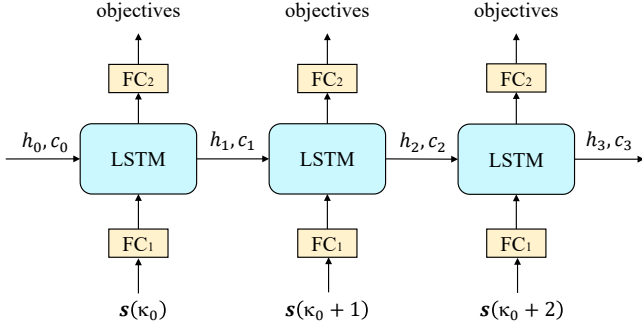 objectives objectives objectives
FC₂ FC₂ FC₂
h₀, c₀ LSTM h₁, c₁ LSTM h₂, c₂ LSTM h₃, c₃
FC₁ FC₁ FC₁
s(κ₀) s(κ₀ + 1) s(κ₀ + 2)